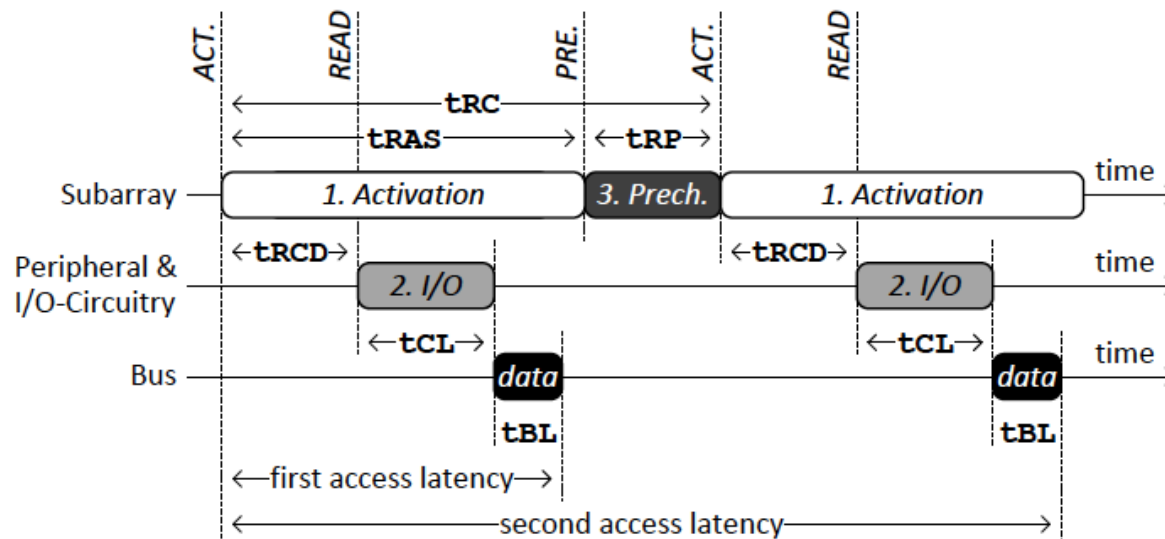 ACT.
READ
PRE.
ACT.
READ
tRC
tRAS
tRP
Subarray
1. Activation
3. Prech.
1. Activation
time
tRCD
tRCD
Peripheral &
I/O-Circuitry
2. I/O
2. I/O
time
tCL
tCL
Bus
data
data
time
tBL
tBL
first access latency
second access latency